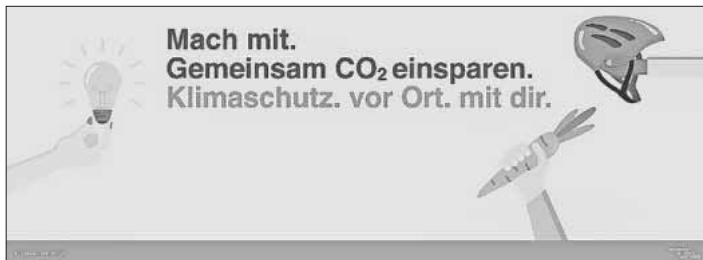 Mach mit.
Gemeinsam CO₂ einsparen.
Klimaschutz. vor Ort. mit dir.